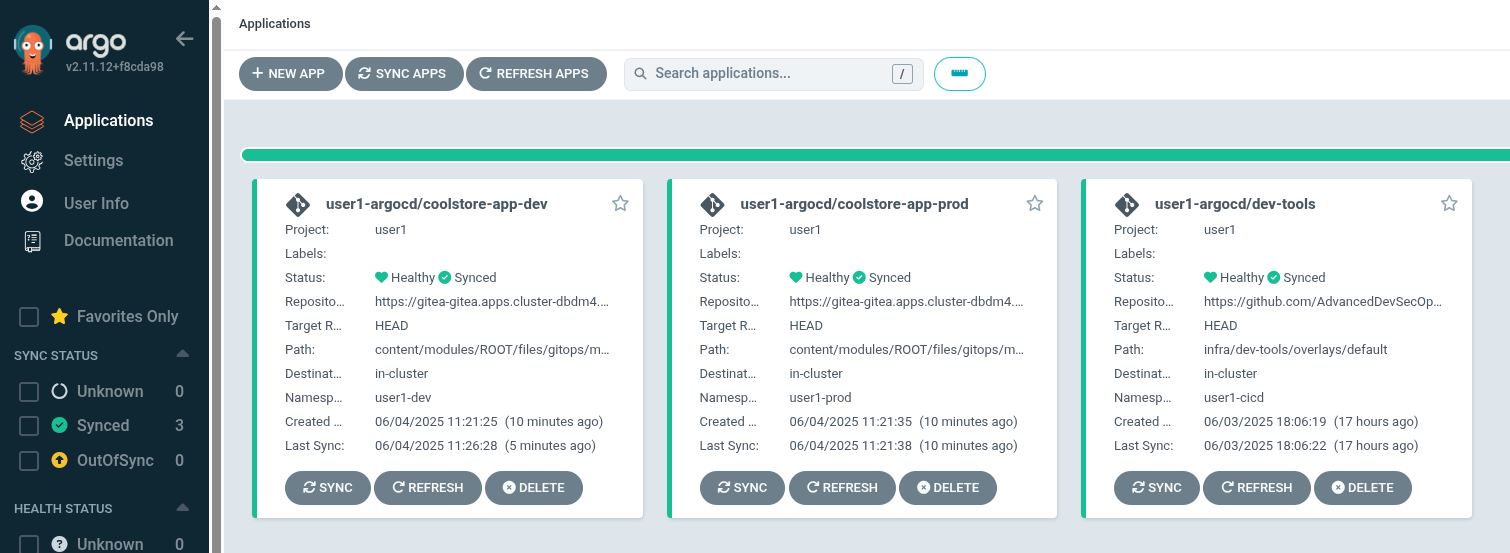 argo
v2.11.12+f8cda98
Applications
Settings
User Info
Documentation
Favorites Only
SYNC STATUS
Unknown 0
Synced 3
OutOfSync 0
HEALTH STATUS
Unknown 0
Applications
NEW APP SYNC APPS REFRESH APPS Search applications... /
user1-argocd/coolstore-app-dev
Project: user1
Labels:
Status: Healthy Synced
Reposito... https://gitea-gitea.apps.cluster-dbdm4....
Target R... HEAD
Path: content/modules/ROOT/files/gitops/m...
Destinat... in-cluster
Namesp... user1-dev
Created ... 06/04/2025 11:21:25 (10 minutes ago)
Last Sync: 06/04/2025 11:26:28 (5 minutes ago)
SYNC REFRESH DELETE
user1-argocd/coolstore-app-prod
Project: user1
Labels:
Status: Healthy Synced
Reposito... https://gitea-gitea.apps.cluster-dbdm4....
Target R... HEAD
Path: content/modules/ROOT/files/gitops/m...
Destinat... in-cluster
Namesp... user1-prod
Created ... 06/04/2025 11:21:35 (10 minutes ago)
Last Sync: 06/04/2025 11:21:38 (10 minutes ago)
SYNC REFRESH DELETE
user1-argocd/dev-tools
Project: user1
Labels:
Status: Healthy Synced
Reposito... https://github.com/AdvancedDevSecOp...
Target R... HEAD
Path: infra/dev-tools/overlays/default
Destinat... in-cluster
Namesp... user1-cicd
Created ... 06/03/2025 18:06:19 (17 hours ago)
Last Sync: 06/03/2025 18:06:22 (17 hours ago)
SYNC REFRESH DELETE